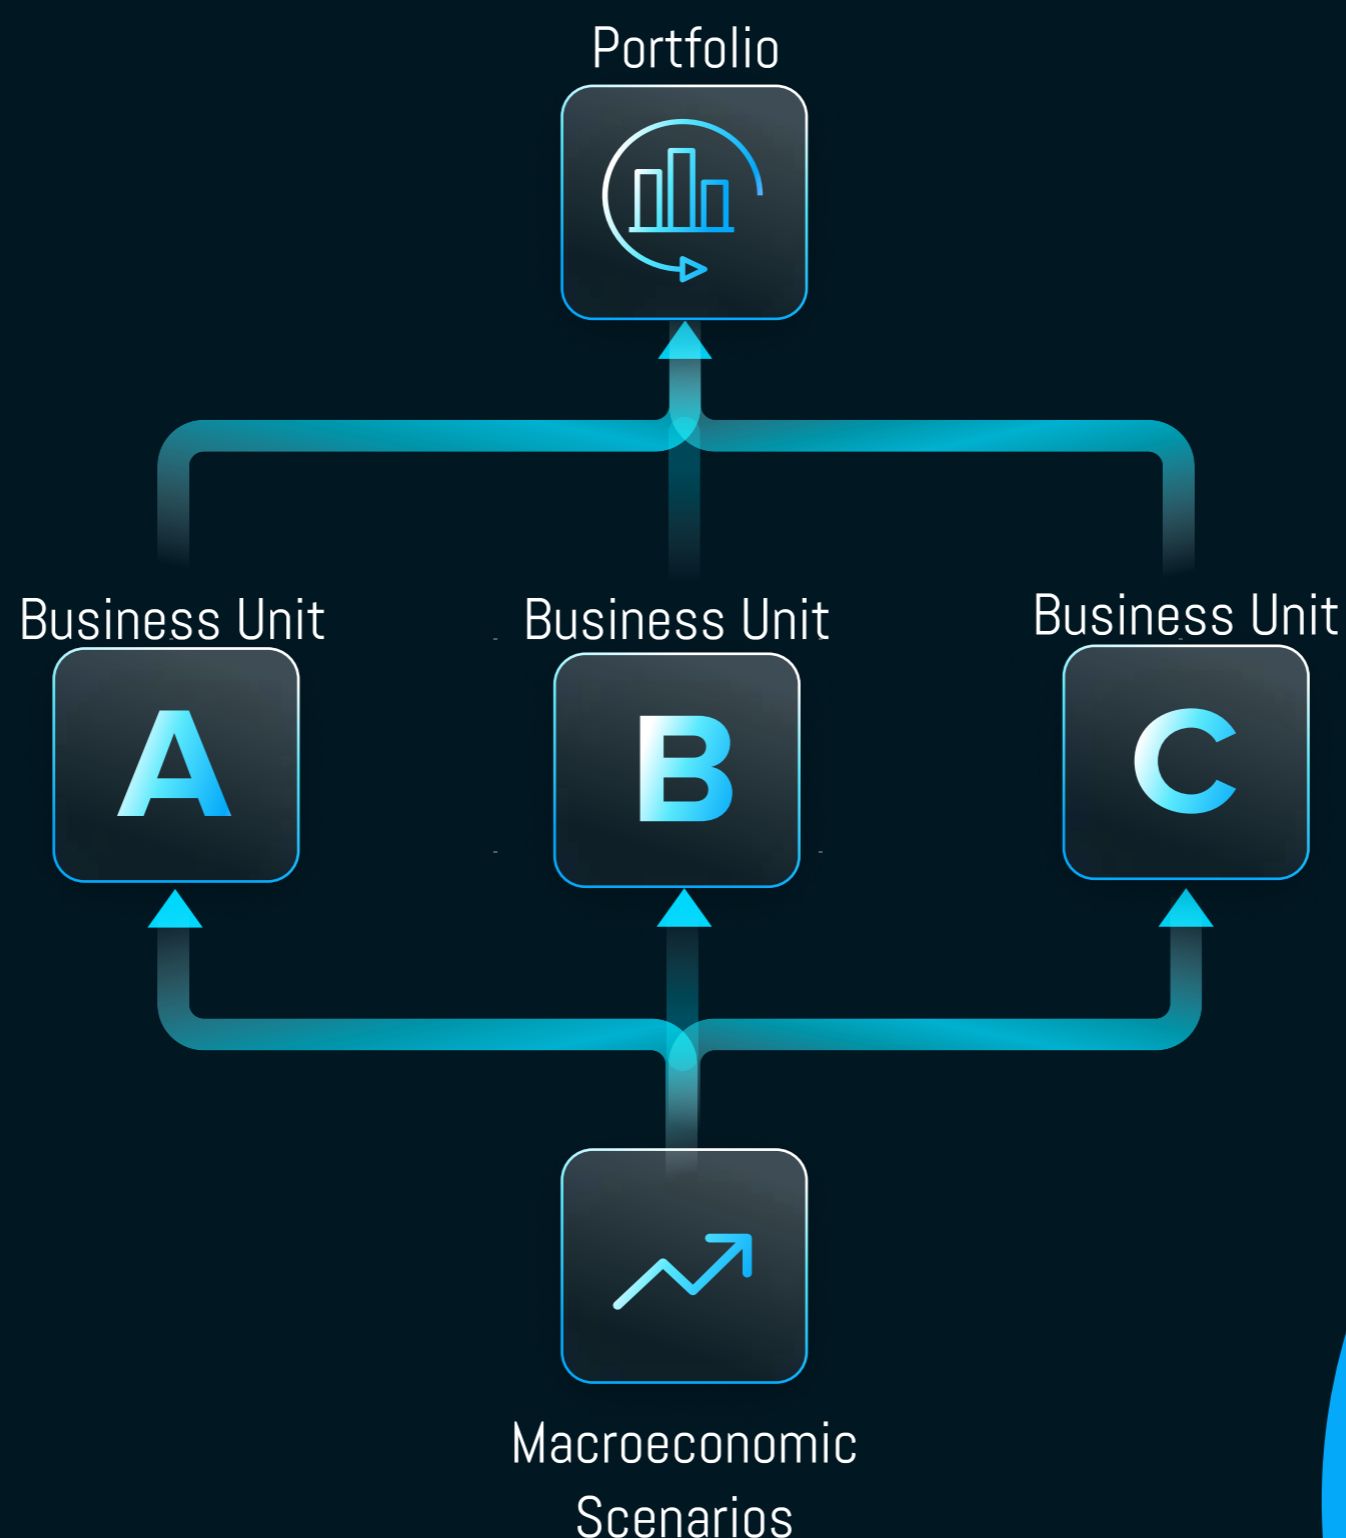 Portfolio
Business Unit
Business Unit
Business Unit
A
B
C
Macroeconomic
Scenarios